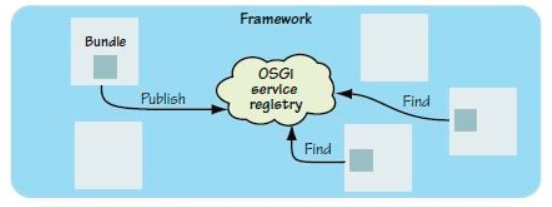 Framework
Bundle
OSGi
service
registry
Publish
Find
Find